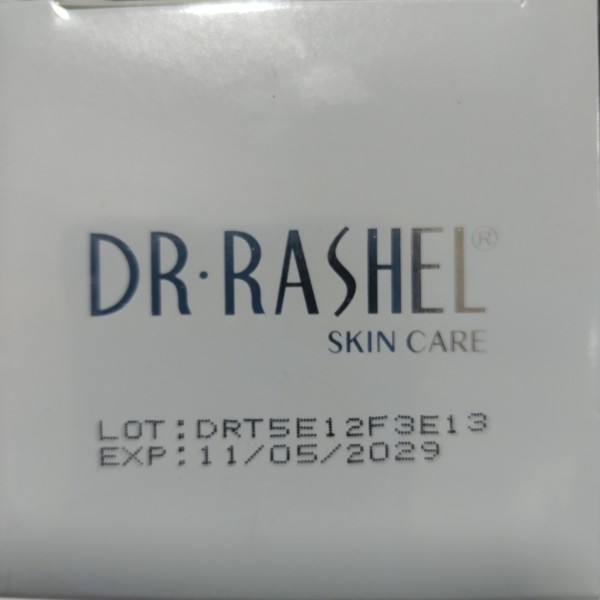 DR·RASHEL®
SKIN CARE
LOT:DRT5E12F3E13
EXP:11/05/2029